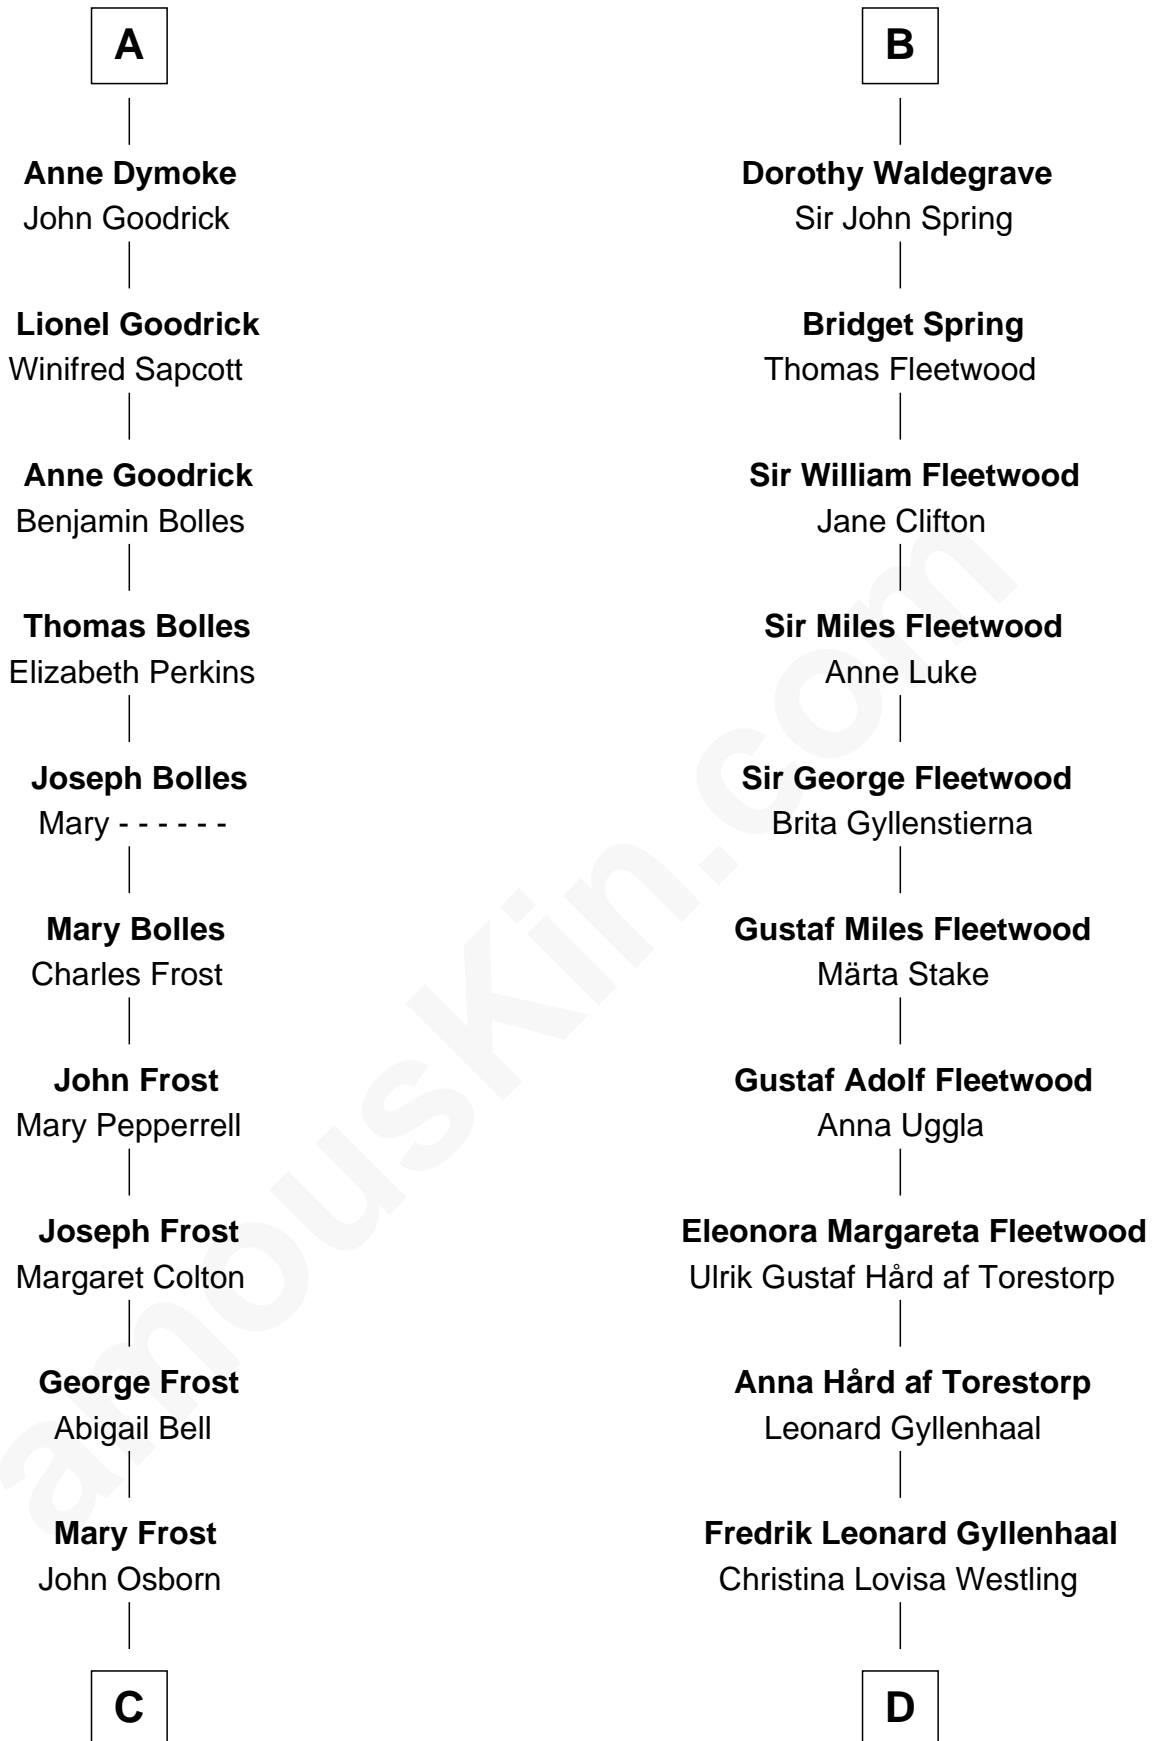 A
Anne Dymoke
John Goodrick
Lionel Goodrick
Winifred Sapcott
Anne Goodrick
Benjamin Bolles
Thomas Bolles
Elizabeth Perkins
Joseph Bolles
Mary - - - - - -
Mary Bolles
Charles Frost
John Frost
Mary Pepperrell
Joseph Frost
Margaret Colton
George Frost
Abigail Bell
Mary Frost
John Osborn
C
B
Dorothy Waldegrave
Sir John Spring
Bridget Spring
Thomas Fleetwood
Sir William Fleetwood
Jane Clifton
Sir Miles Fleetwood
Anne Luke
Sir George Fleetwood
Brita Gyllenstierna
Gustaf Miles Fleetwood
Märta Stake
Gustaf Adolf Fleetwood
Anna Uggla
Eleonora Margareta Fleetwood
Ulrik Gustaf Hård af Torestorp
Anna Hård af Torestorp
Leonard Gyllenhaal
Fredrik Leonard Gyllenhaal
Christina Lovisa Westling
D
amousKin.com